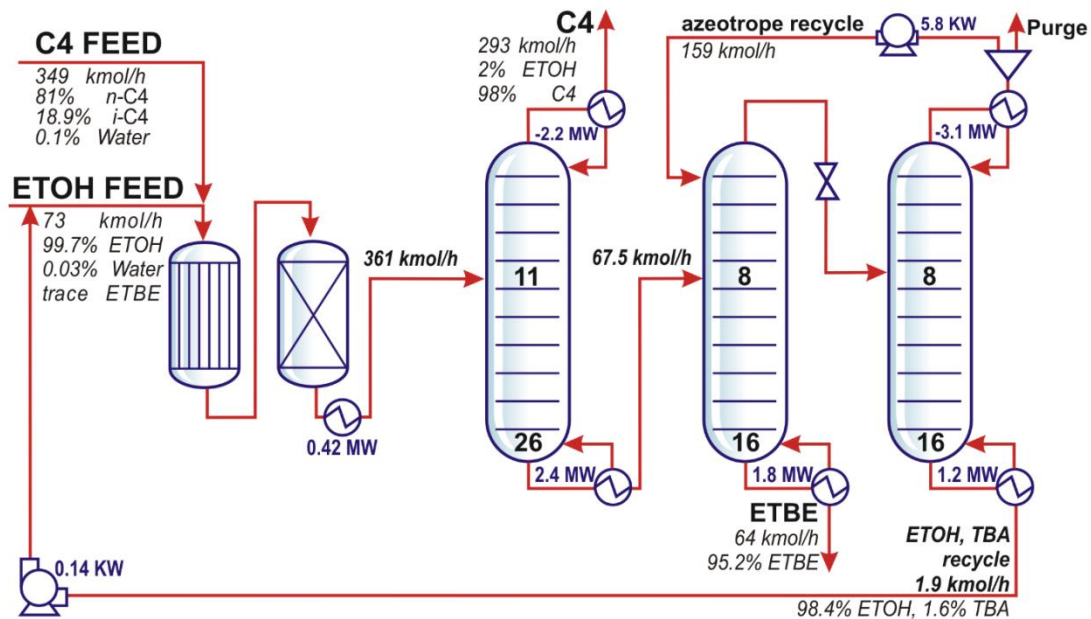 C4 FEED
349 kmol/h
81% n-C4
18.9% i-C4
0.1% Water
ETOH FEED
73 kmol/h
99.7% ETOH
0.03% Water
trace ETBE
0.42 MW
361 kmol/h
C4
293 kmol/h
2% ETOH
98% C4
-2.2 MW
11
26
2.4 MW
67.5 kmol/h
azeotrope recycle
159 kmol/h
5.8 KW
Purge
8
16
1.8 MW
ETBE
64 kmol/h
95.2% ETBE
-3.1 MW
8
16
1.2 MW
ETOH, TBA
recycle
1.9 kmol/h
98.4% ETOH, 1.6% TBA
0.14 KW